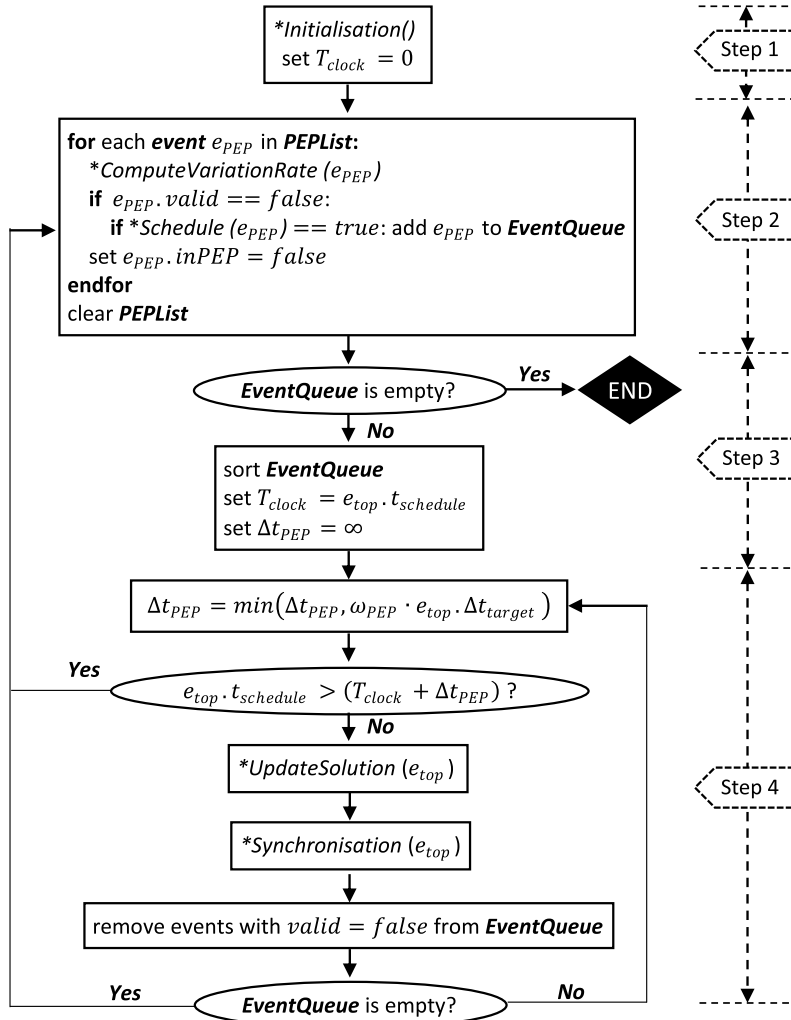 *Initialisation()
set T_clock = 0
Step 1
for each event e_PEP in PEPList:
*ComputeVariationRate (e_PEP)
if e_PEP.valid == false:
if *Schedule (e_PEP) == true: add e_PEP to EventQueue
set e_PEP.inPEP = false
endfor
clear PEPList
Step 2
EventQueue is empty?
Yes
END
No
sort EventQueue
set T_clock = e_top.t_schedule
set Δt_PEP = ∞
Step 3
Δt_PEP = min(Δt_PEP, ω_PEP · e_top.Δt_target)
Yes
e_top.t_schedule > (T_clock + Δt_PEP) ?
No
*UpdateSolution (e_top)
Step 4
*Synchronisation (e_top)
remove events with valid = false from EventQueue
Yes
EventQueue is empty?
No